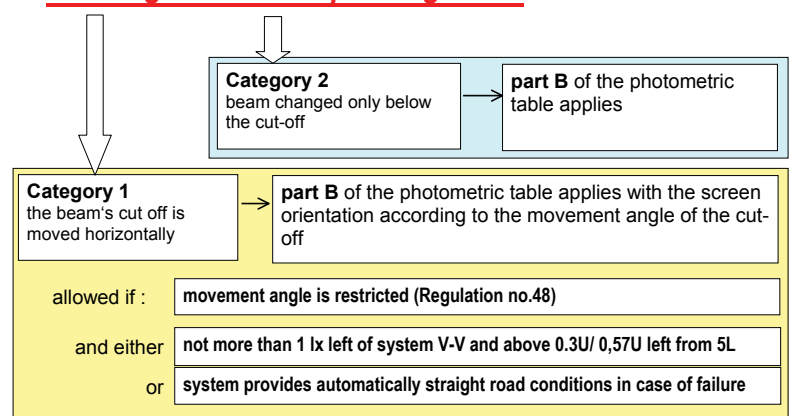 Category 2
beam changed only below
the cut-off
part B of the photometric
table applies
Category 1
the beam‘s cut off is
moved horizontally
part B of the photometric table applies with the screen
orientation according to the movement angle of the cut-
off
allowed if :
movement angle is restricted (Regulation no.48)
and either
not more than 1 lx left of system V-V and above 0.3U/ 0,57U left from 5L
or
system provides automatically straight road conditions in case of failure